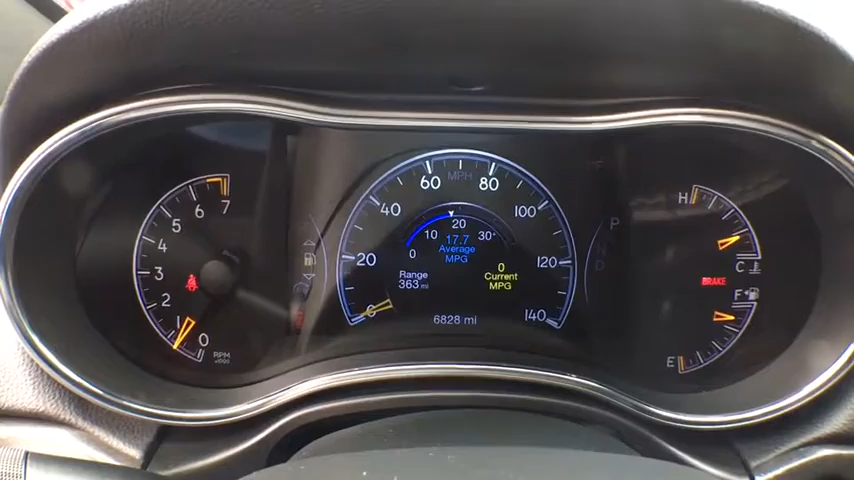 7
6
5
4
3
2
1
0
RPM
x1000
MPH
0
20
40
60
80
100
120
140
0
10
20
30+
17.7
Average
MPG
Range
363 mi
0
Current
MPG
6828 mi
P
D
H
C
BRAKE
F
E